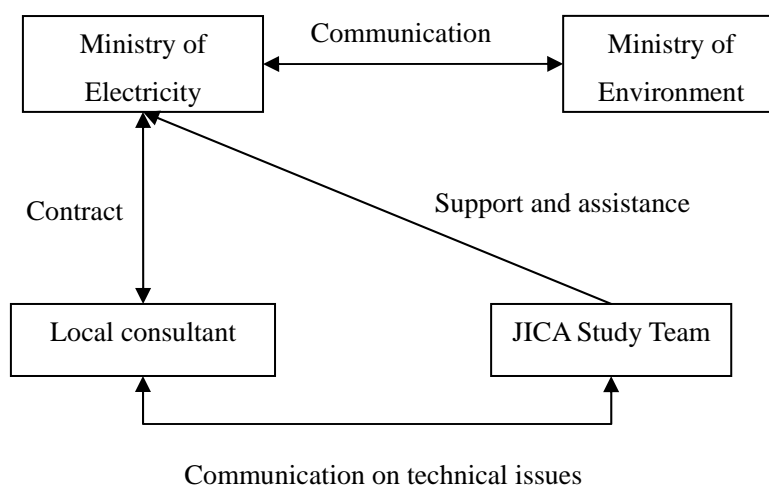 Ministry of
Electricity
Communication
Ministry of
Environment
Contract
Support and assistance
Local consultant
JICA Study Team
Communication on technical issues